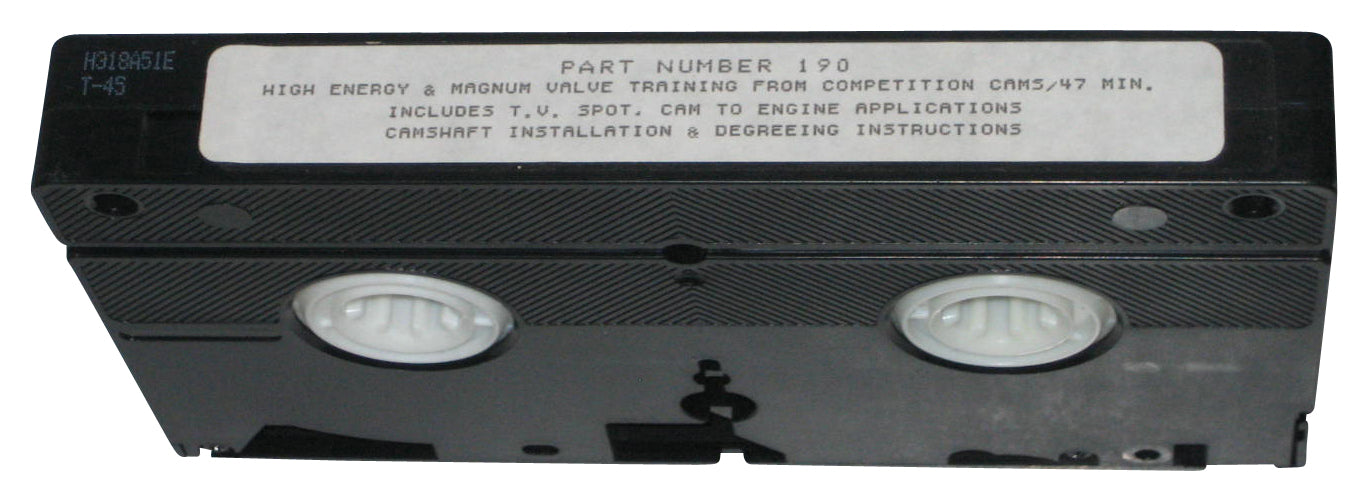 H318A51E
T-45
PART NUMBER 190
HIGH ENERGY & MAGNUM VALVE TRAINING FROM COMPETITION CAMS/47 MIN.
INCLUDES T.V. SPOT. CAM TO ENGINE APPLICATIONS
CAMSHAFT INSTALLATION & DEGREEING INSTRUCTIONS